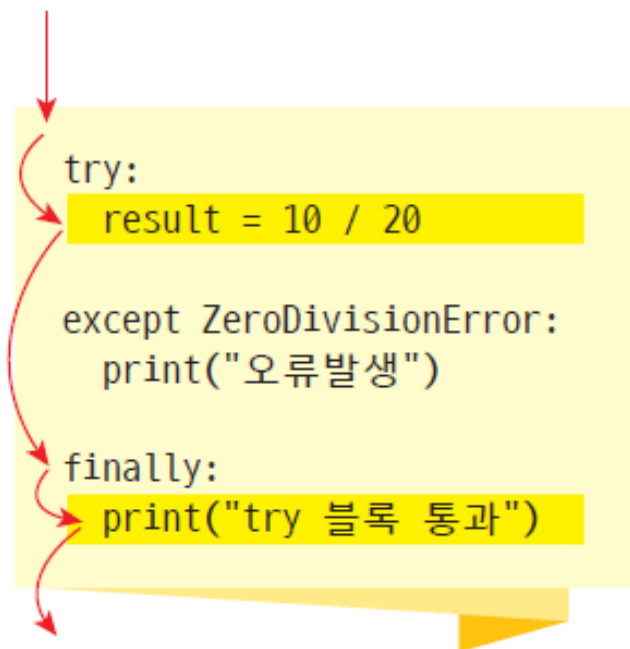 try:
result = 10 / 20
except ZeroDivisionError:
print("오류발생")
finally:
print("try 블록 통과")